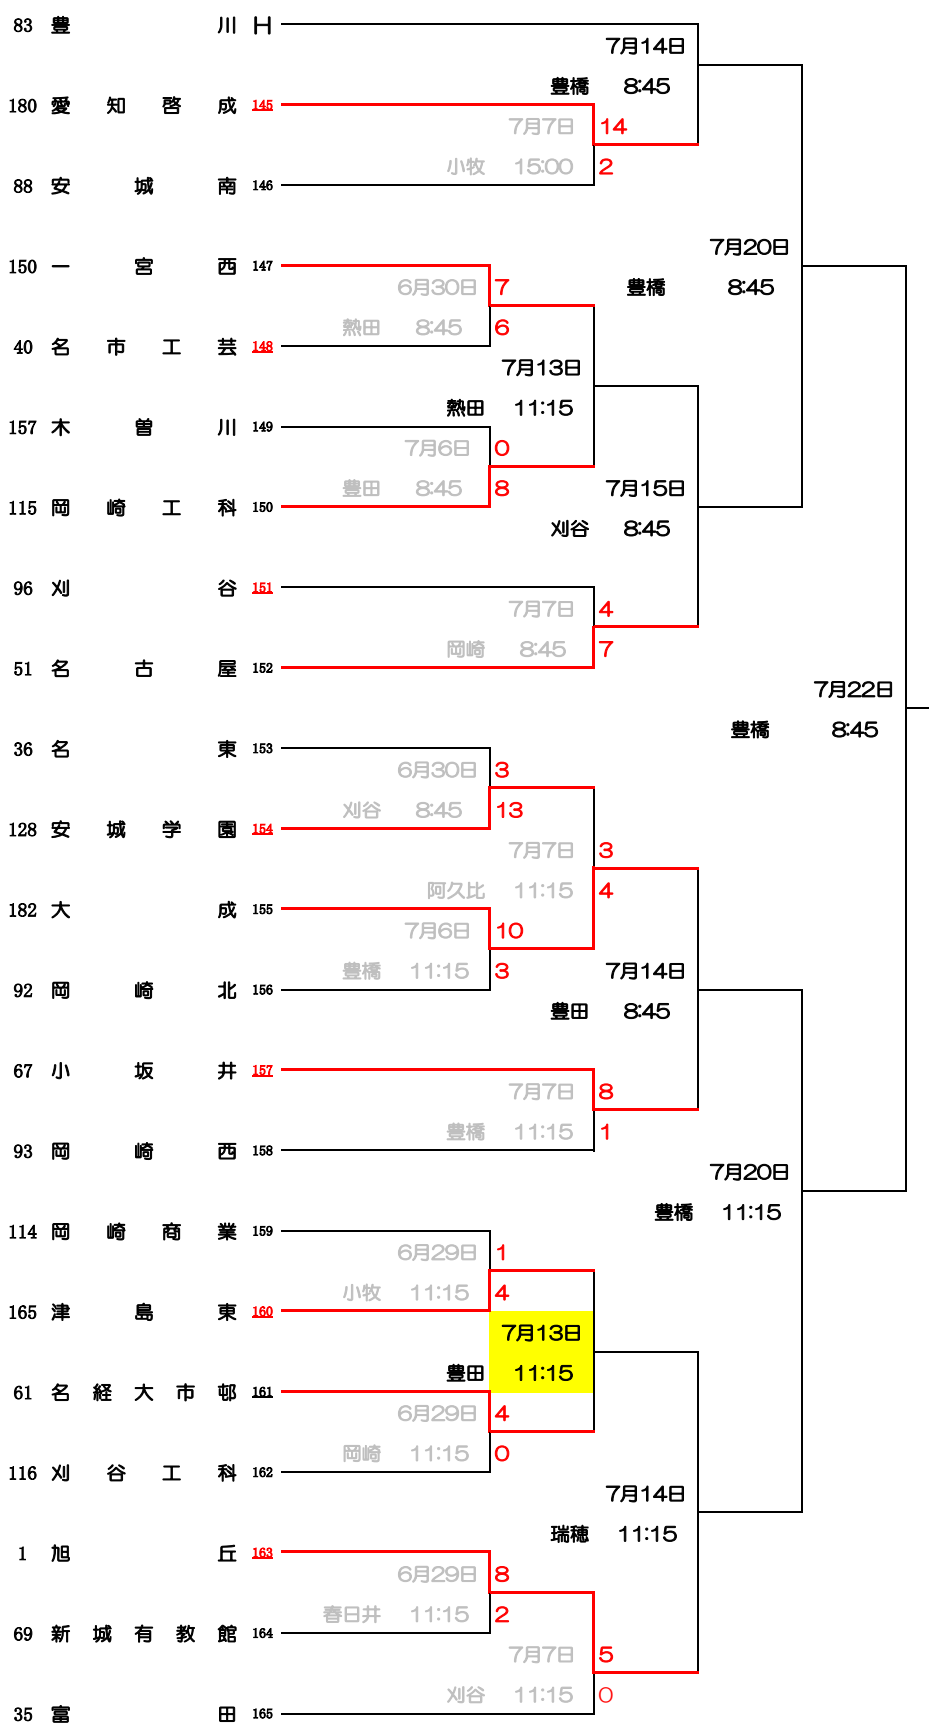 83 豊川 H
7月14日
豊橋 8:45
180 愛知啓成 145
7月7日 14
小牧 15:00 2
88 安城南 146
7月20日
150 一宮西 147
6月30日 7
豊橋 8:45
熱田 8:45 6
40 名市工芸 148
7月13日
熱田 11:15
157 木曽川 149
7月6日 0
豊田 8:45 8
7月15日
115 岡崎工科 150
刈谷 8:45
96 刈谷 151
7月7日 4
岡崎 8:45 7
51 名古屋 152
7月22日
豊橋 8:45
36 名東 153
6月30日 3
刈谷 8:45 13
128 安城学園 154
7月7日 3
阿久比 11:15 4
182 大成 155
7月6日 10
豊橋 11:15 3
7月14日
92 岡崎北 156
豊田 8:45
67 小坂井 157
7月7日 8
豊橋 11:15 1
93 岡崎西 158
7月20日
豊橋 11:15
114 岡崎商業 159
6月29日 1
小牧 11:15 4
165 津島東 160
7月13日
豊田 11:15
61 名経大市邨 161
6月29日 4
岡崎 11:15 0
116 刈谷工科 162
7月14日
瑞穂 11:15
1 旭丘 163
6月29日 8
春日井 11:15 2
69 新城有教館 164
7月7日 5
刈谷 11:15 0
35 富田 165